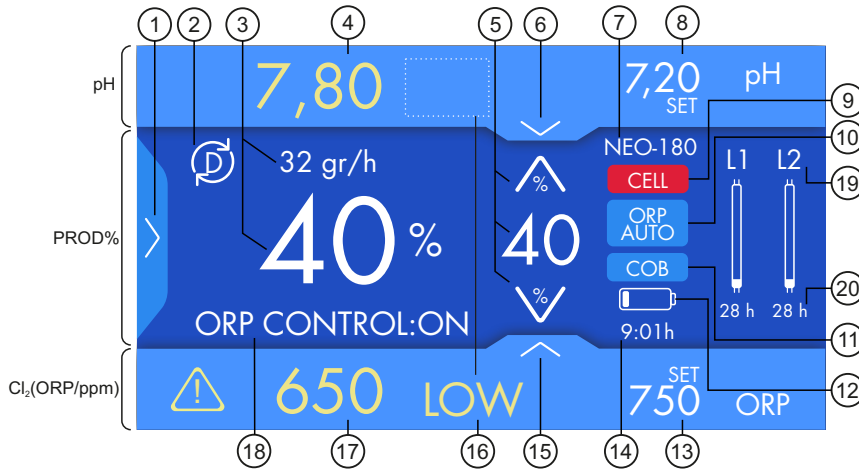 1 2 3 4 5 6 7 8
pH 7,80 7,20 pH
SET
9
NEO-180
10
32 gr/h % CELL L1 L2
19
PROD% 40 % 40 ORP
AUTO
COB
%
28 h 28 h 20
ORP CONTROL:ON 9:01h
11
Cl₂(ORP/ppm) ! 650 LOW SET
750 ORP
12
18 17 16 15 14 13
D